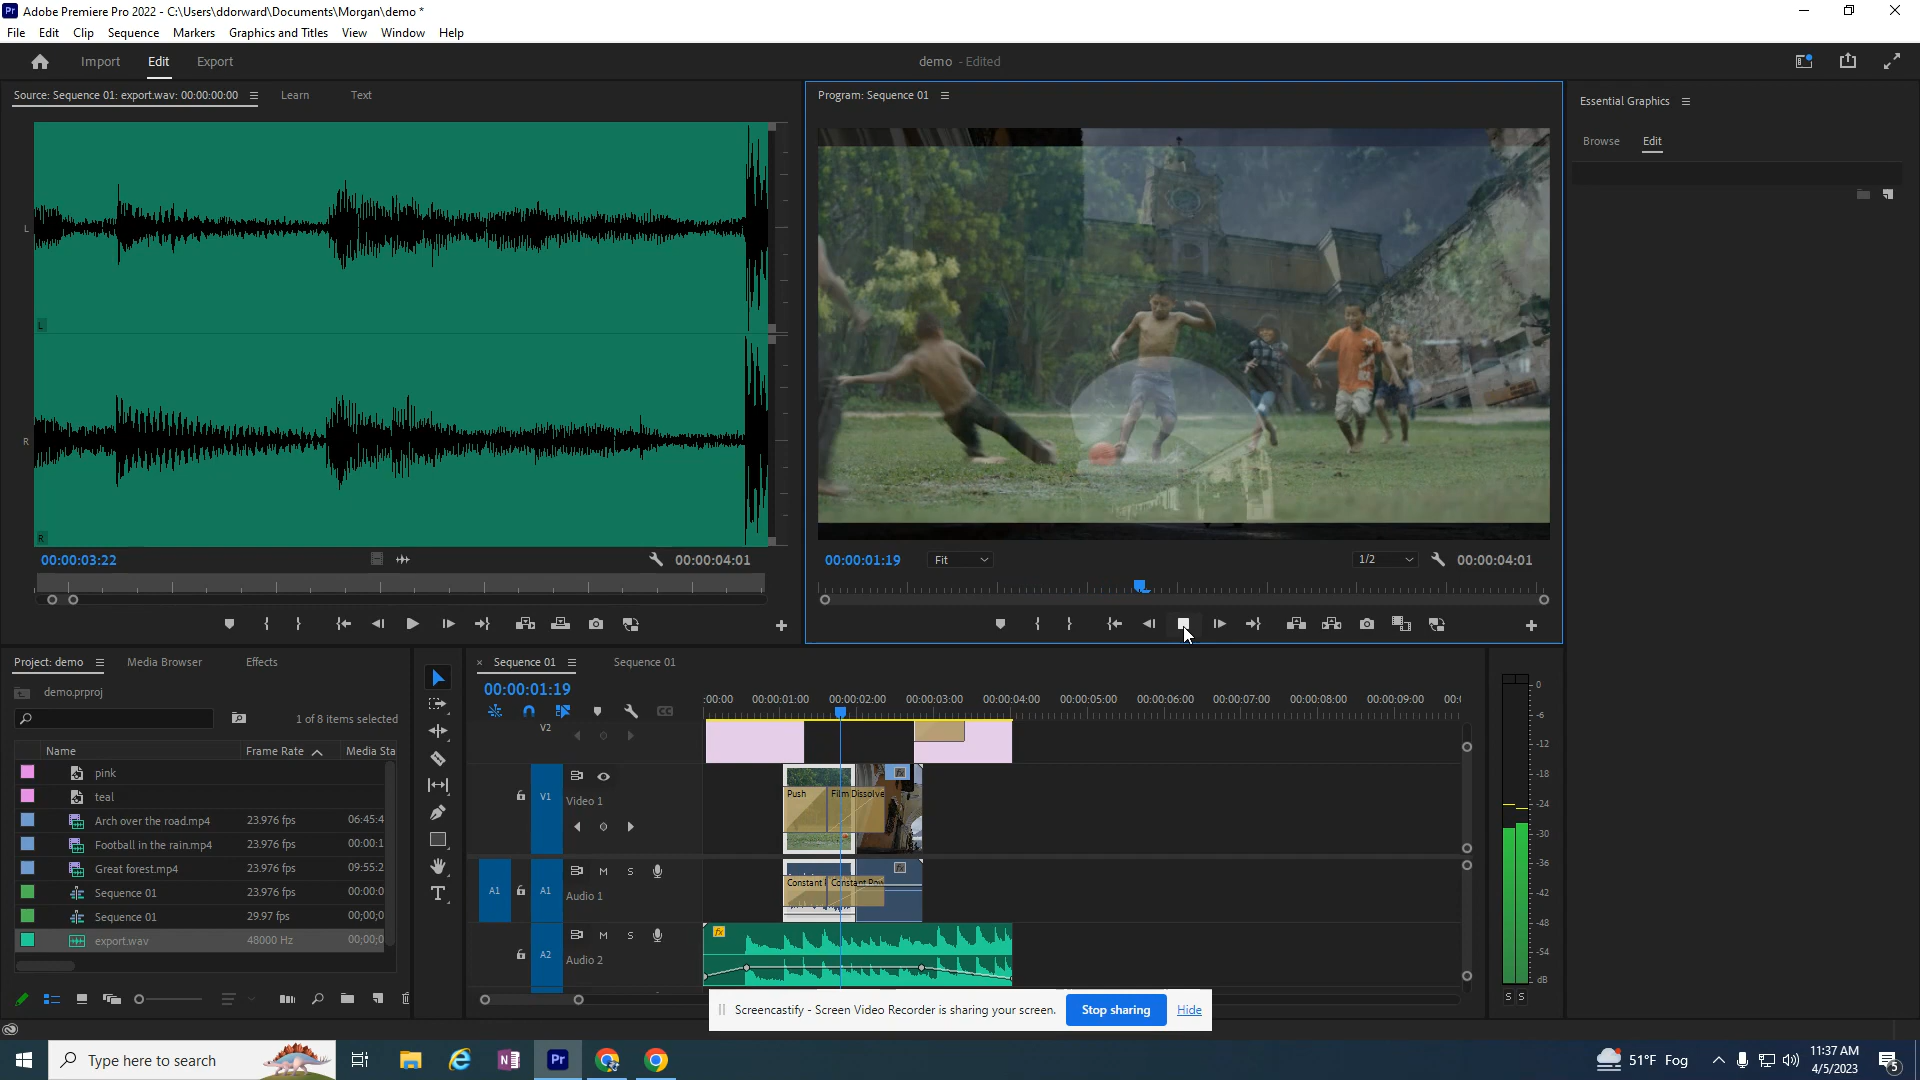 Pr Adobe Premiere Pro 2022 - C:\Users\ddorward\Documents\Morgan\demo *
File Edit Clip Sequence Markers Graphics and Titles View Window Help
Import Edit Export demo - Edited
Source: Sequence 01: export.wav: 00:00:00:00 Learn Text
Program: Sequence 01
Essential Graphics
Browse Edit
L
L
R
R
00:00:03:22 00:00:04:01
00:00:01:19 Fit 1/2 00:00:04:01
Project: demo Media Browser Effects
demo.prproj
1 of 8 items selected
Name Frame Rate Media Sta
pink
teal
Arch over the road.mp4 23.976 fps 06:45:4
Football in the rain.mp4 23.976 fps 00:00:1
Great forest.mp4 23.976 fps 09:55:2
Sequence 01 23.976 fps 00:00:0
Sequence 01 29.97 fps 00;00;0
export.wav 48000 Hz 00;00;0
× Sequence 01 Sequence 01
00:00:01:19
:00:00 00:00:01:00 00:00:02:00 00:00:03:00 00:00:04:00 00:00:05:00 00:00:06:00 00:00:07:00 00:00:08:00 00:00:09:00 00:
CC
V2
V1 Video 1
Push Film Dissolve
fx
A1 A1 M S
Audio 1
Constant Constant Pow
fx
A2 M S
Audio 2
fx
0
-6
-12
-18
-24
-30
-36
-42
-48
-54
dB
S S
T
Screencastify - Screen Video Recorder is sharing your screen. Stop sharing Hide
Type here to search
Pr
51°F Fog
11:37 AM
4/5/2023
5